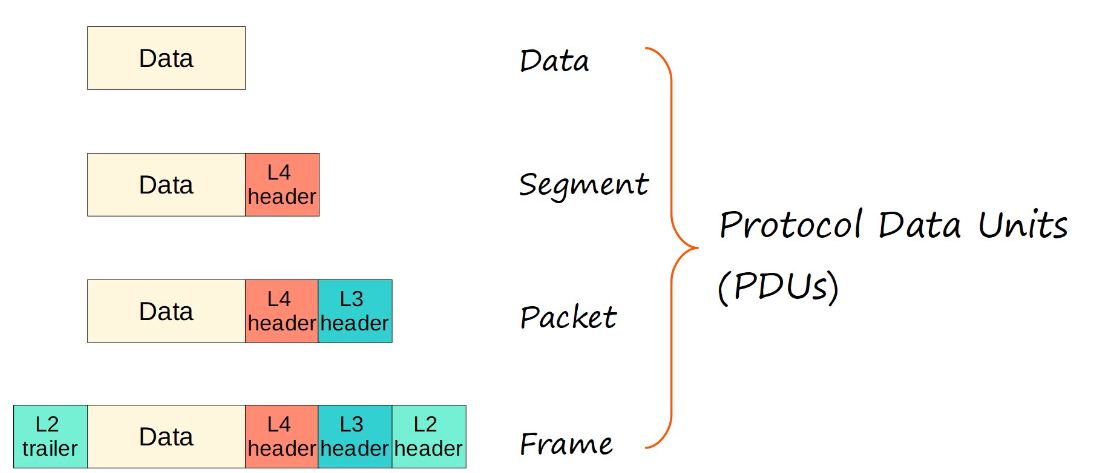 Data
Data
Data
L4
header
Segment
Data
L4
header
L3
header
Packet
L2
trailer
Data
L4
header
L3
header
L2
header
Frame
Protocol Data Units
(PDUs)